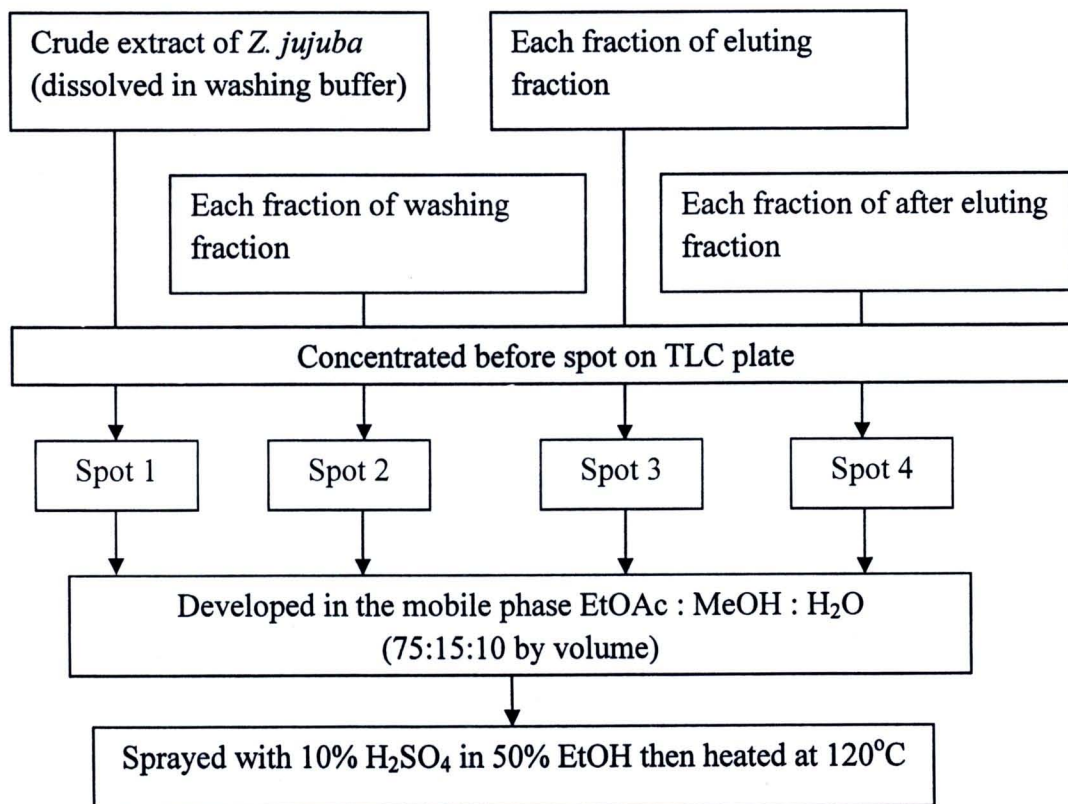 Crude extract of Z. jujuba
(dissolved in washing buffer)
Each fraction of eluting
fraction
Each fraction of washing
fraction
Each fraction of after eluting
fraction
Concentrated before spot on TLC plate
Spot 1
Spot 2
Spot 3
Spot 4
Developed in the mobile phase EtOAc : MeOH : H₂O
(75:15:10 by volume)
Sprayed with 10% H₂SO₄ in 50% EtOH then heated at 120°C